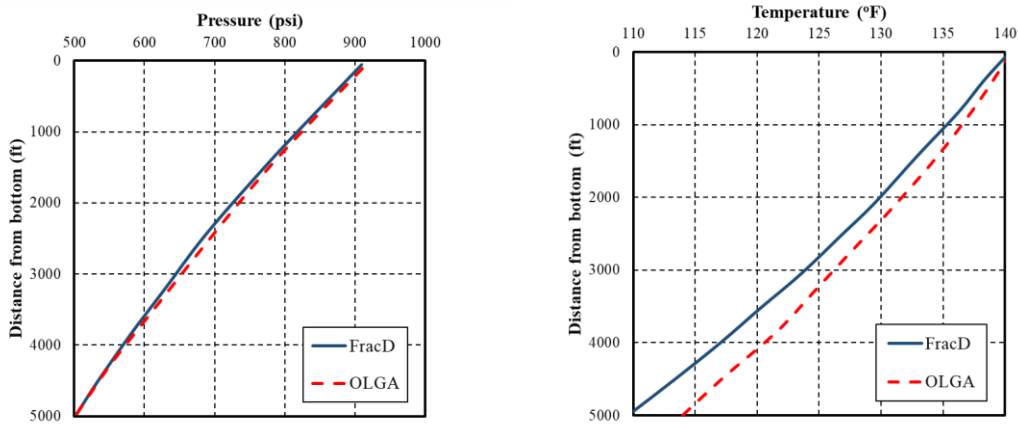 Pressure (psi)
500 600 700 800 900 1000
0
1000
2000
3000
4000
5000
Distance from bottom (ft)
FracD
OLGA
Temperature (ºF)
110 115 120 125 130 135 140
0
1000
2000
3000
4000
5000
Distance from bottom (ft)
FracD
OLGA